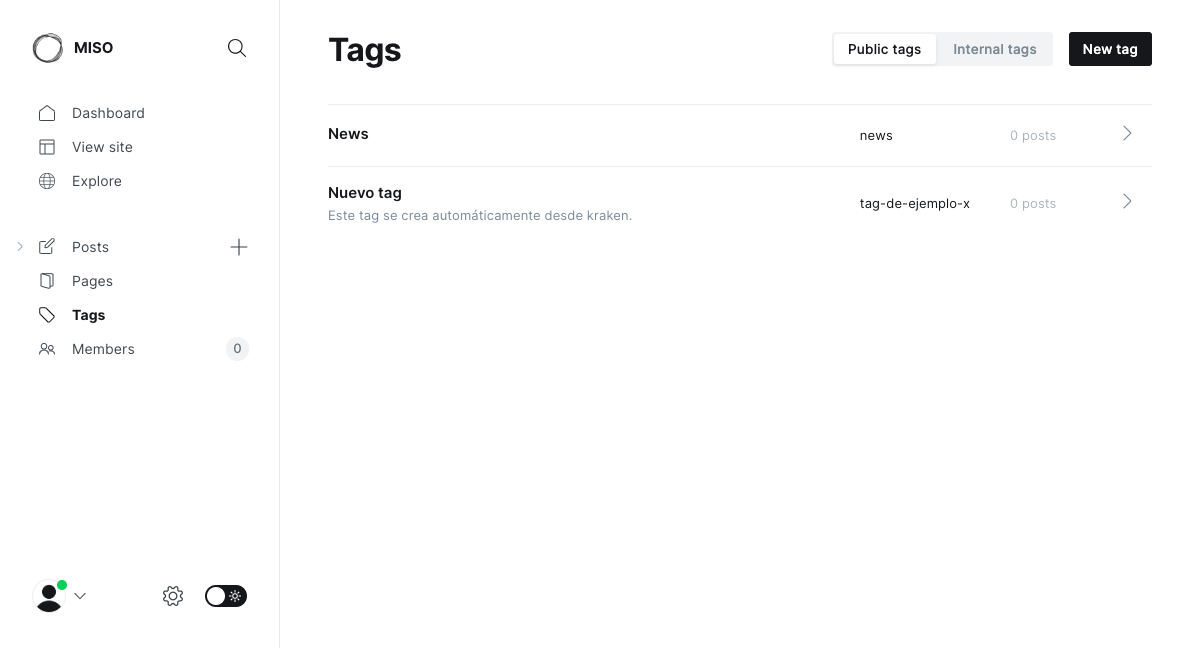 MISO
Dashboard
View site
Explore
Posts
Pages
Tags
Members 0
Tags
Public tags Internal tags New tag
News news 0 posts
Nuevo tag
Este tag se crea automáticamente desde kraken.
tag-de-ejemplo-x 0 posts